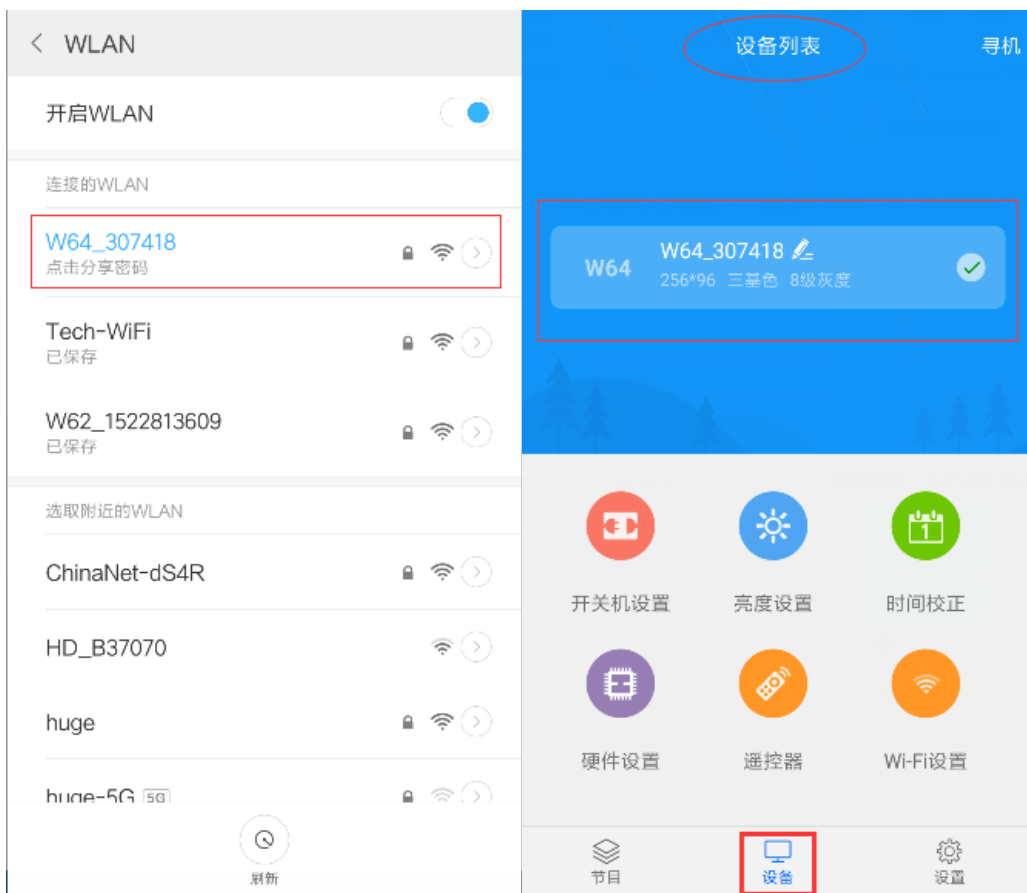 WLAN
开启WLAN
连接的WLAN
W64_307418
点击分享密码
Tech-WiFi
已保存
W62_1522813609
已保存
选取附近的WLAN
ChinaNet-dS4R
HD_B37070
huge
huge-5G 5G
刷新
设备列表
寻机
W64
W64_307418
256*96 三基色 8级灰度
1
开关机设置
亮度设置
时间校正
硬件设置
遥控器
Wi-Fi设置
节目
设备
设置